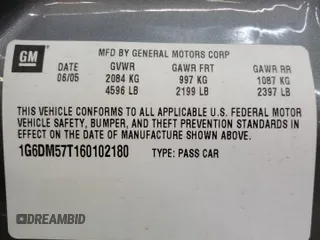 GM
MFD BY GENERAL MOTORS CORP
DATE GVWR GAWR FRT GAWR RR
06/05 2084 KG 997 KG 1087 KG
4596 LB 2199 LB 2397 LB
THIS VEHICLE CONFORMS TO ALL APPLICABLE U.S. FEDERAL MOTOR
VEHICLE SAFETY, BUMPER, AND THEFT PREVENTION STANDARDS IN
EFFECT ON THE DATE OF MANUFACTURE SHOWN ABOVE.
1G6DM57T160102180 TYPE: PASS CAR
DREAMBID